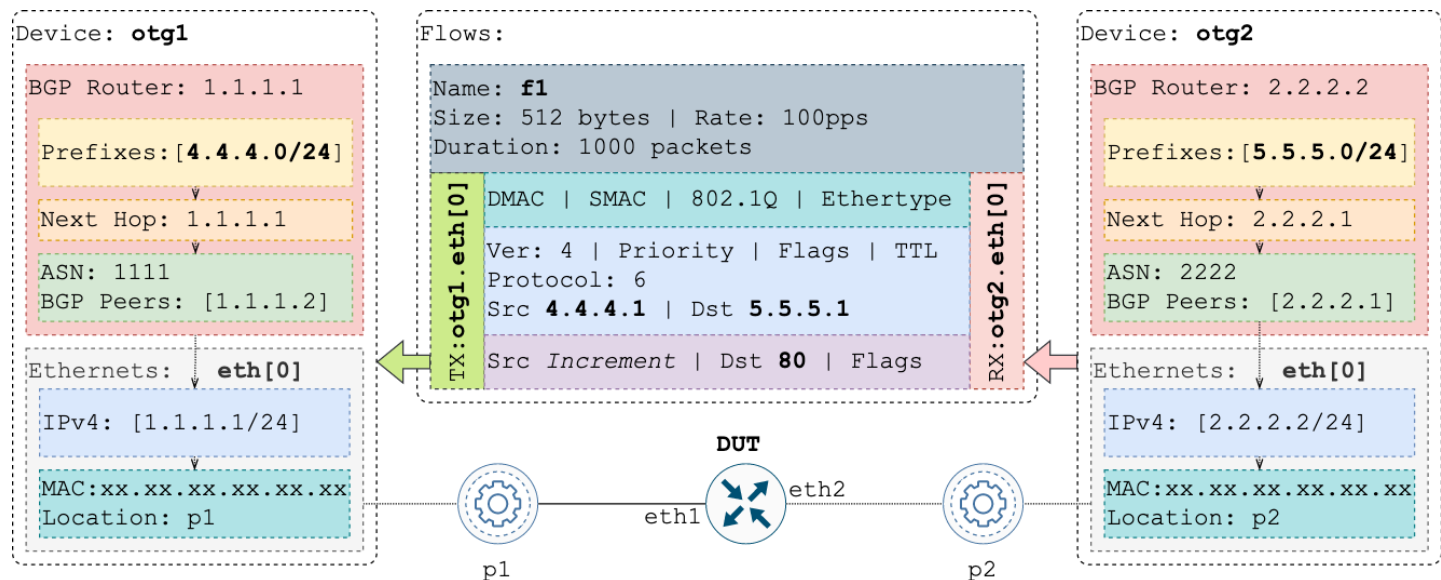 Device: otg1
BGP Router: 1.1.1.1
Prefixes:[4.4.4.0/24]
Next Hop: 1.1.1.1
ASN: 1111
BGP Peers: [1.1.1.2]
Ethernets: eth[0]
IPv4: [1.1.1.1/24]
MAC:xx.xx.xx.xx.xx.xx
Location: p1
Flows:
Name: f1
Size: 512 bytes | Rate: 100pps
Duration: 1000 packets
TX:otg1.eth[0]
DMAC | SMAC | 802.1Q | Ethertype
Ver: 4 | Priority | Flags | TTL
Protocol: 6
Src 4.4.4.1 | Dst 5.5.5.1
Src Increment | Dst 80 | Flags
RX:otg2.eth[0]
DUT
eth1
eth2
p1
p2
Device: otg2
BGP Router: 2.2.2.2
Prefixes:[5.5.5.0/24]
Next Hop: 2.2.2.1
ASN: 2222
BGP Peers: [2.2.2.1]
Ethernets: eth[0]
IPv4: [2.2.2.2/24]
MAC:xx.xx.xx.xx.xx.xx
Location: p2